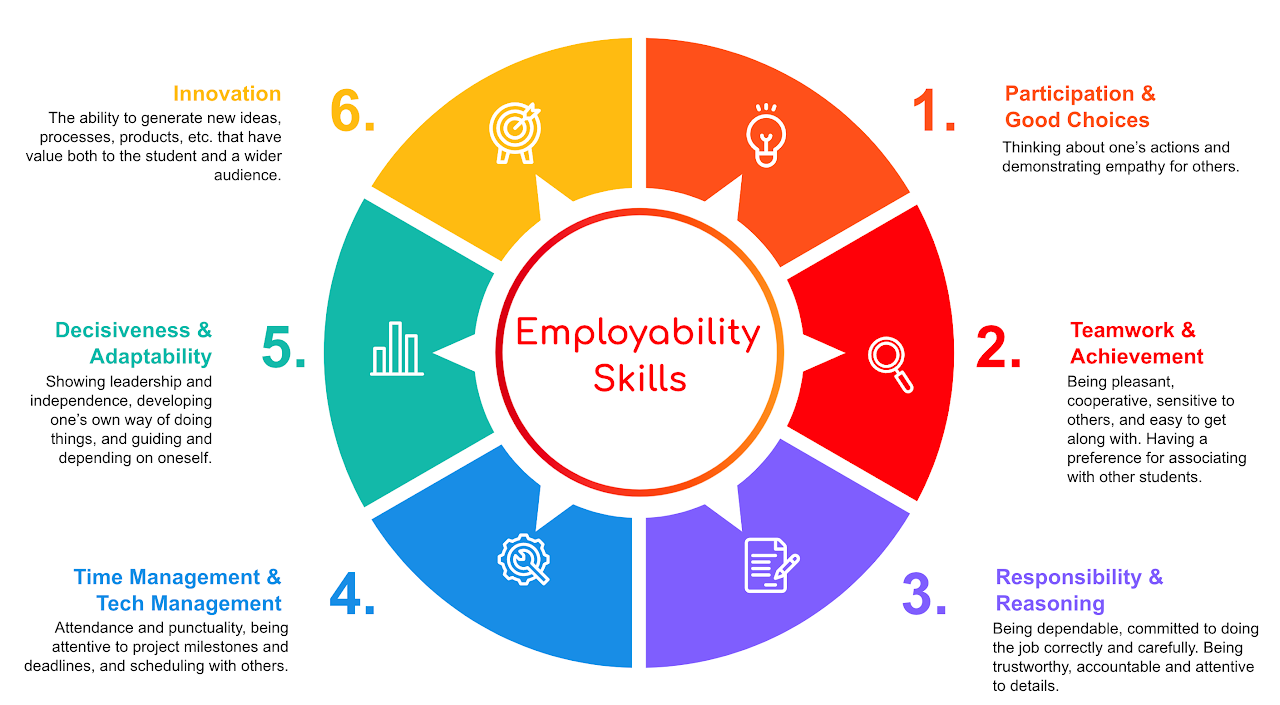 Employability
Skills
1.
Participation &
Good Choices
Thinking about one’s actions and
demonstrating empathy for others.
2.
Teamwork &
Achievement
Being pleasant,
cooperative, sensitive to
others, and easy to get
along with. Having a
preference for associating
with other students.
3.
Responsibility &
Reasoning
Being dependable, committed to doing
the job correctly and carefully. Being
trustworthy, accountable and attentive
to details.
4.
Time Management &
Tech Management
Attendance and punctuality, being
attentive to project milestones and
deadlines, and scheduling with others.
5.
Decisiveness &
Adaptability
Showing leadership and
independence, developing
one’s own way of doing
things, and guiding and
depending on oneself.
6.
Innovation
The ability to generate new ideas,
processes, products, etc. that have
value both to the student and a wider
audience.